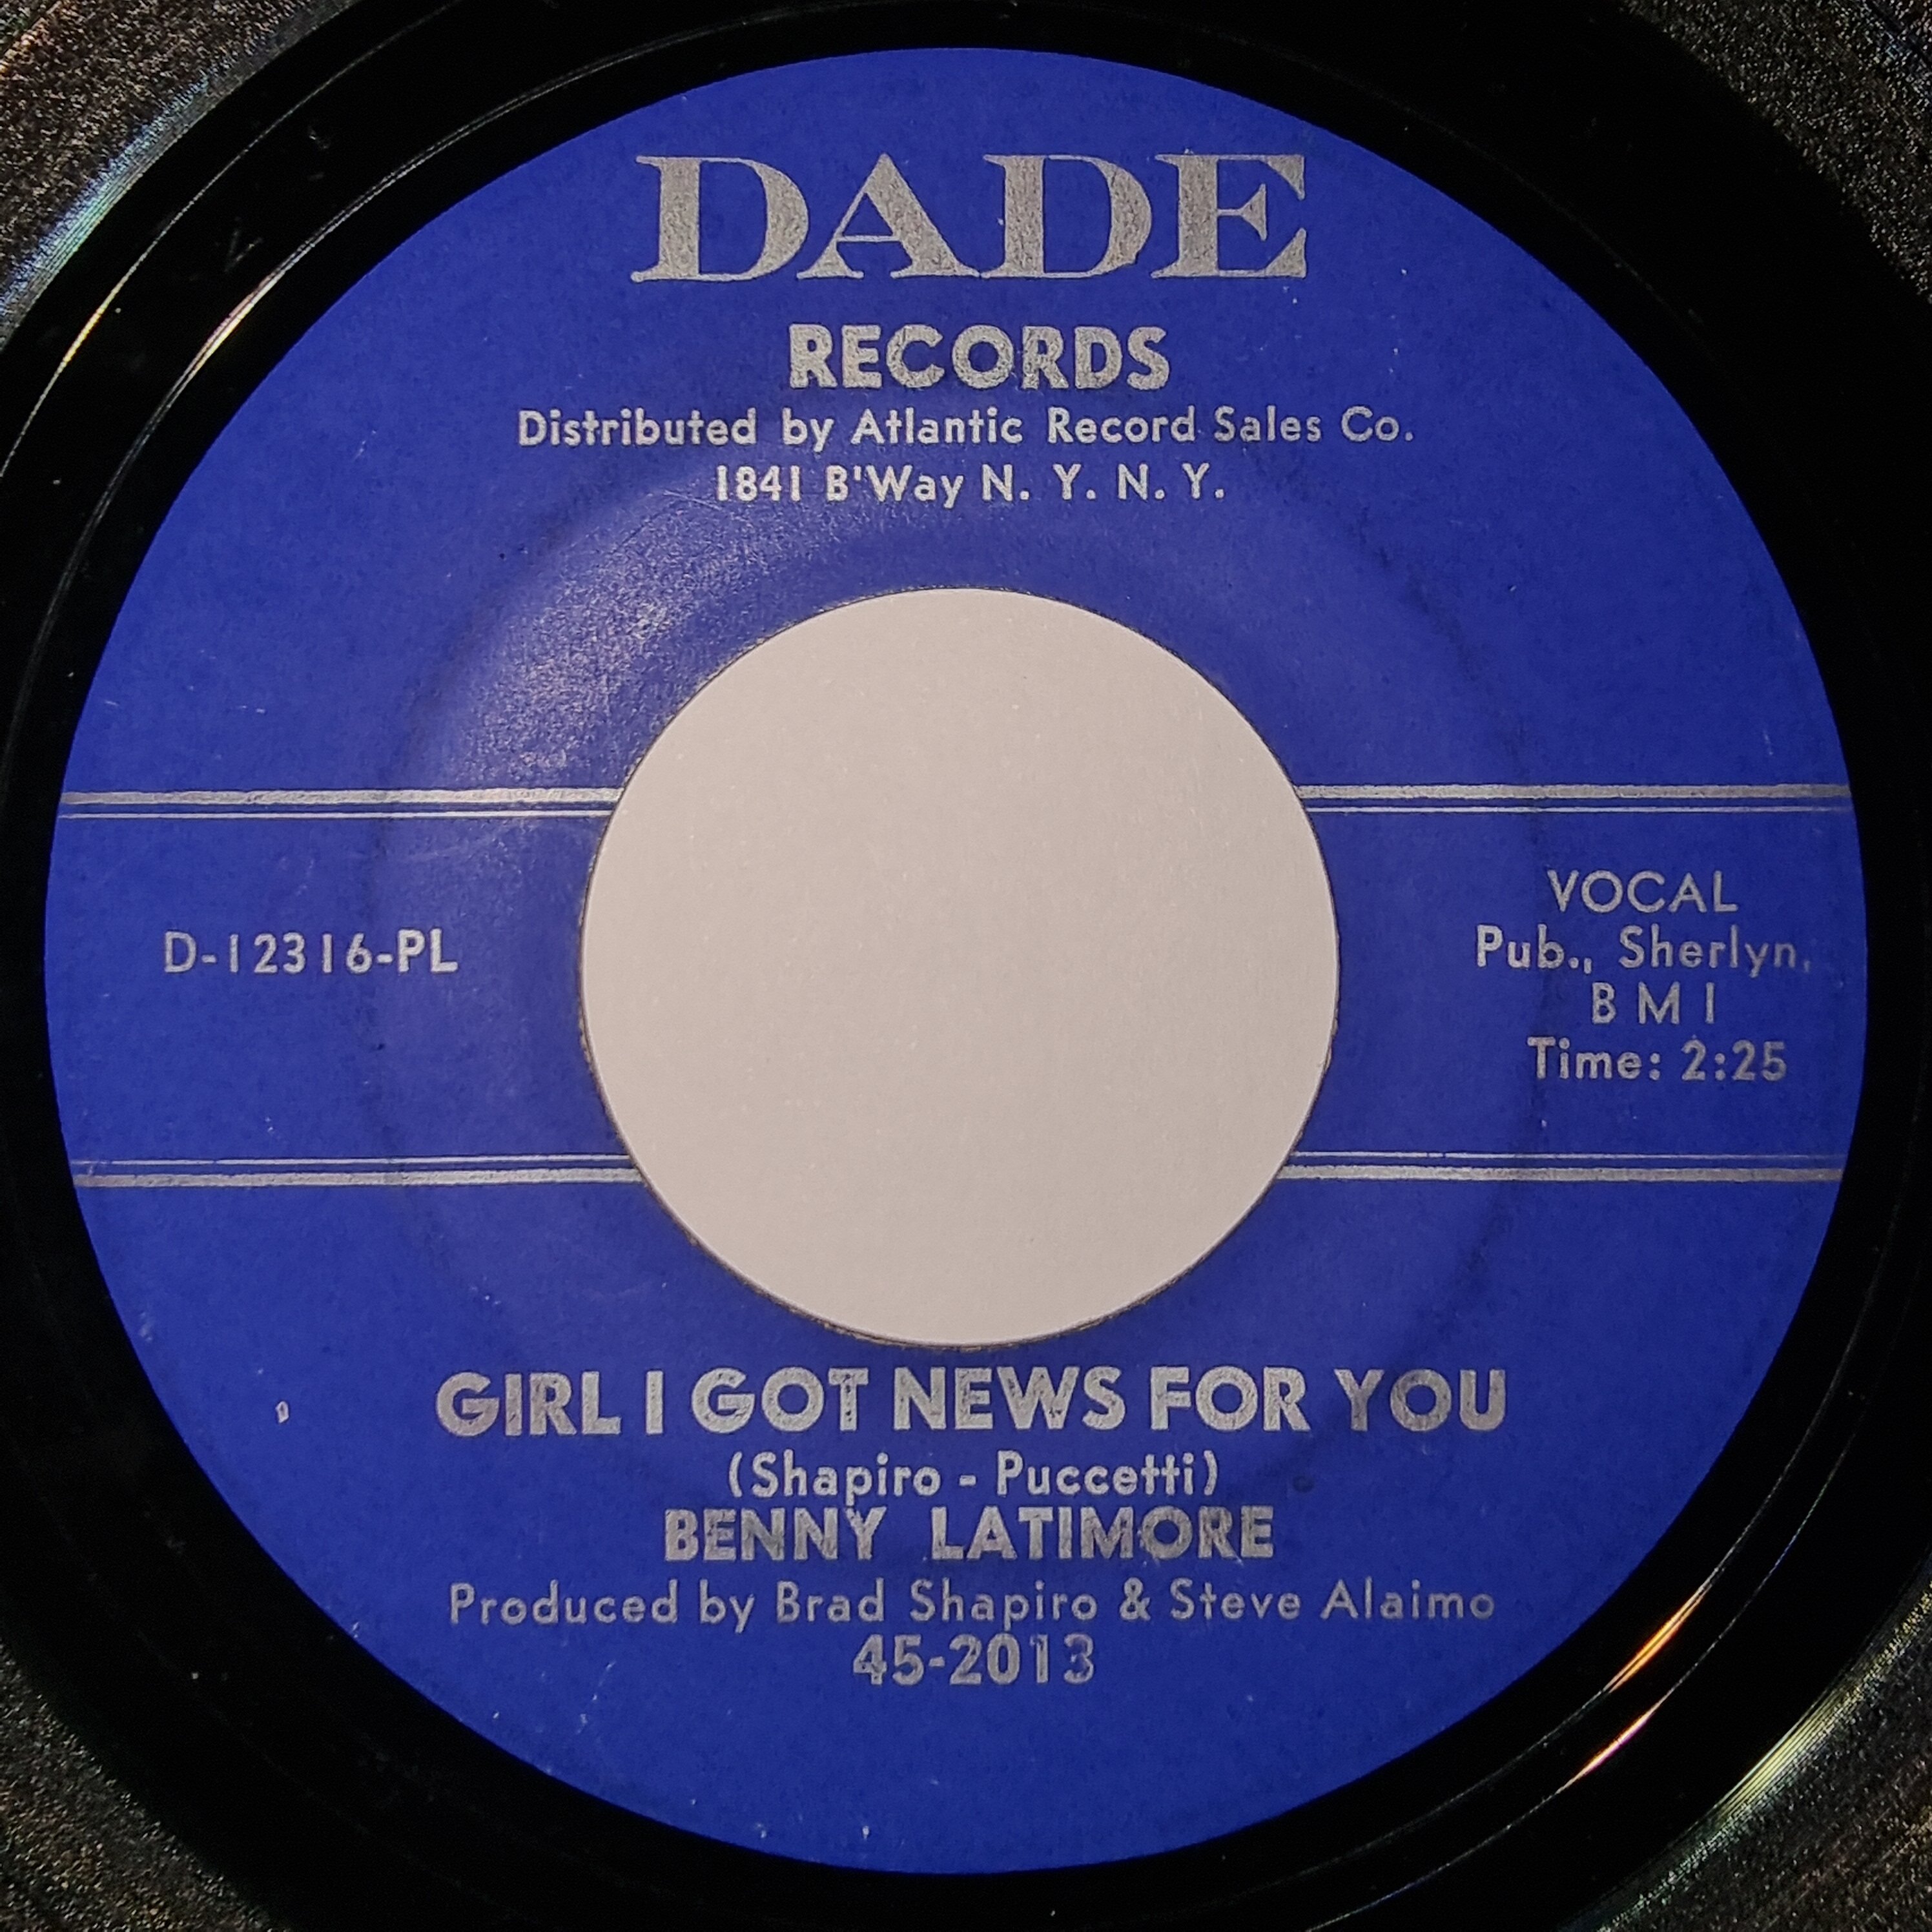 DADE
RECORDS
Distributed by Atlantic Record Sales Co.
1841 B'Way N. Y. N. Y.
D-12316-PL
VOCAL
Pub., Sherlyn,
B M I
Time: 2:25
GIRL I GOT NEWS FOR YOU
(Shapiro - Puccetti)
BENNY LATIMORE
Produced by Brad Shapiro & Steve Alaimo
45-2013